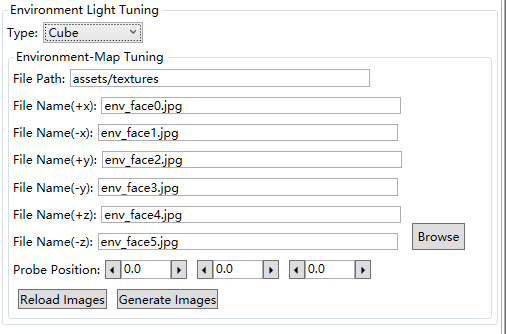 Environment Light Tuning
Type: Cube
Environment-Map Tuning
File Path: assets/textures
File Name(+x): env_face0.jpg
File Name(-x): env_face1.jpg
File Name(+y): env_face2.jpg
File Name(-y): env_face3.jpg
File Name(+z): env_face4.jpg
File Name(-z): env_face5.jpg
Browse
Probe Position: 0.0 0.0 0.0
Reload Images Generate Images